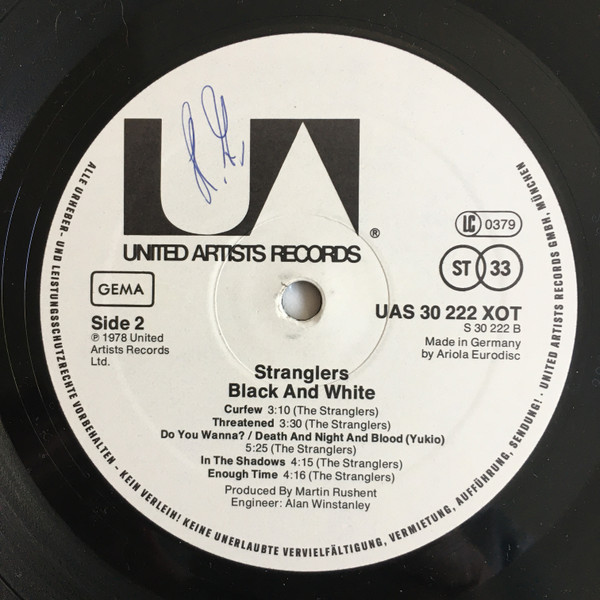 UA
®
UNITED ARTISTS RECORDS
LC 0379
ST 33
GEMA
UAS 30 222 XOT
S 30 222 B
Side 2
℗ 1978 United
Artists Records
Ltd.
Made in Germany
by Ariola Eurodisc
Stranglers
Black And White
Curfew 3:10 (The Stranglers)
Threatened 3:30 (The Stranglers)
Do You Wanna? / Death And Night And Blood (Yukio)
5:25 (The Stranglers)
In The Shadows 4:15 (The Stranglers)
Enough Time 4:16 (The Stranglers)
Produced By Martin Rushent
Engineer: Alan Winstanley
ALLE URHEBER- UND LEISTUNGSSCHUTZRECHTE VORBEHALTEN - KEIN VERLEIH! KEINE UNERLAUBTE VERVIELFÄLTIGUNG, VERMIETUNG, AUFFÜHRUNG, SENDUNG! · UNITED ARTISTS RECORDS GMBH, MÜNCHEN